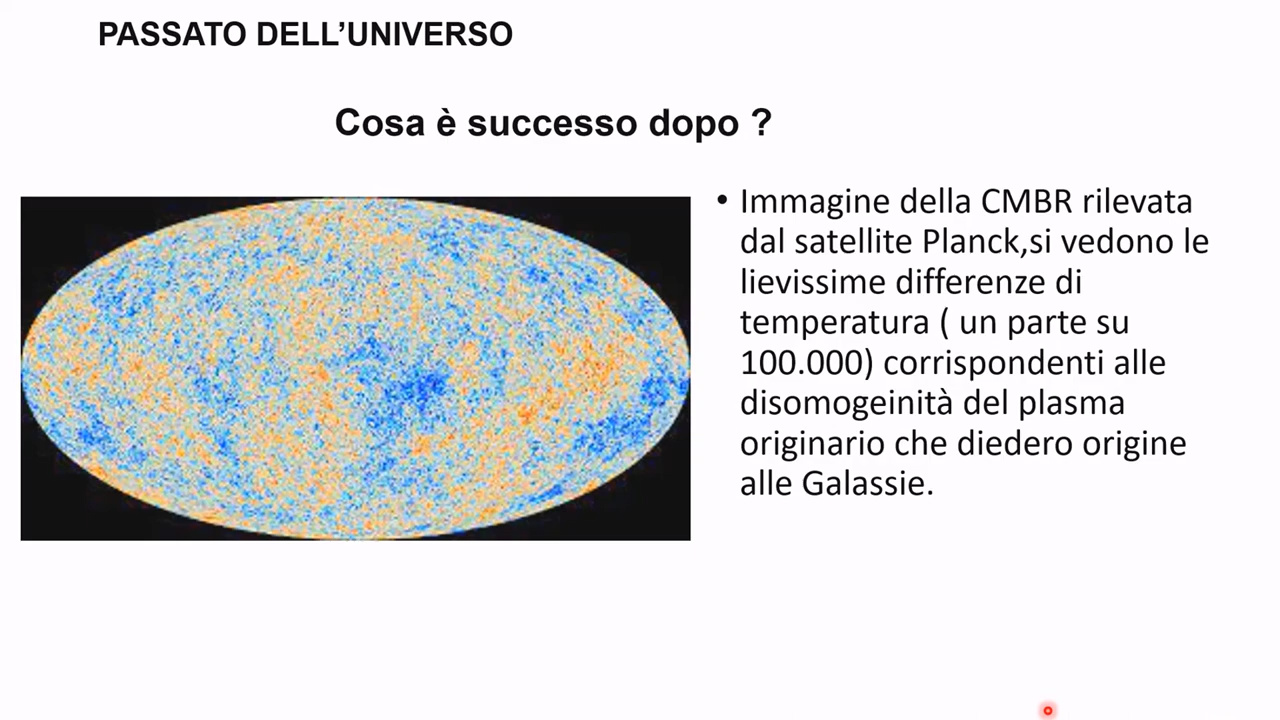 PASSATO DELL’UNIVERSO
Cosa è successo dopo ?
• Immagine della CMBR rilevata
dal satellite Planck,si vedono le
lievissime differenze di
temperatura ( un parte su
100.000) corrispondenti alle
disomogeinità del plasma
originario che diedero origine
alle Galassie.